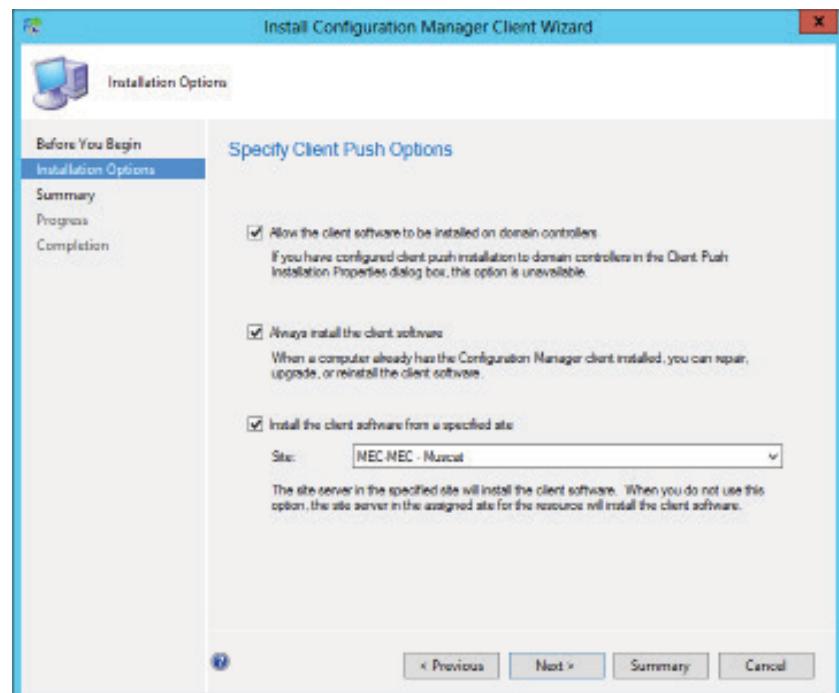 Install Configuration Manager Client Wizard
x
Installation Options
Before You Begin
Installation Options
Summary
Progress
Completion
Specify Client Push Options
Allow the client software to be installed on domain controllers
If you have configured client push installation to domain controllers in the Client Push
Installation Properties dialog box, this option is unavailable.
Always install the client software
When a computer already has the Configuration Manager client installed, you can repair,
upgrade, or reinstall the client software.
Install the client software from a specified site
Site: MEC-MEC - Muscat
The site server in the specified site will install the client software. When you do not use this
option, the site server in the assigned site for the resource will install the client software.
< Previous
Next >
Summary
Cancel